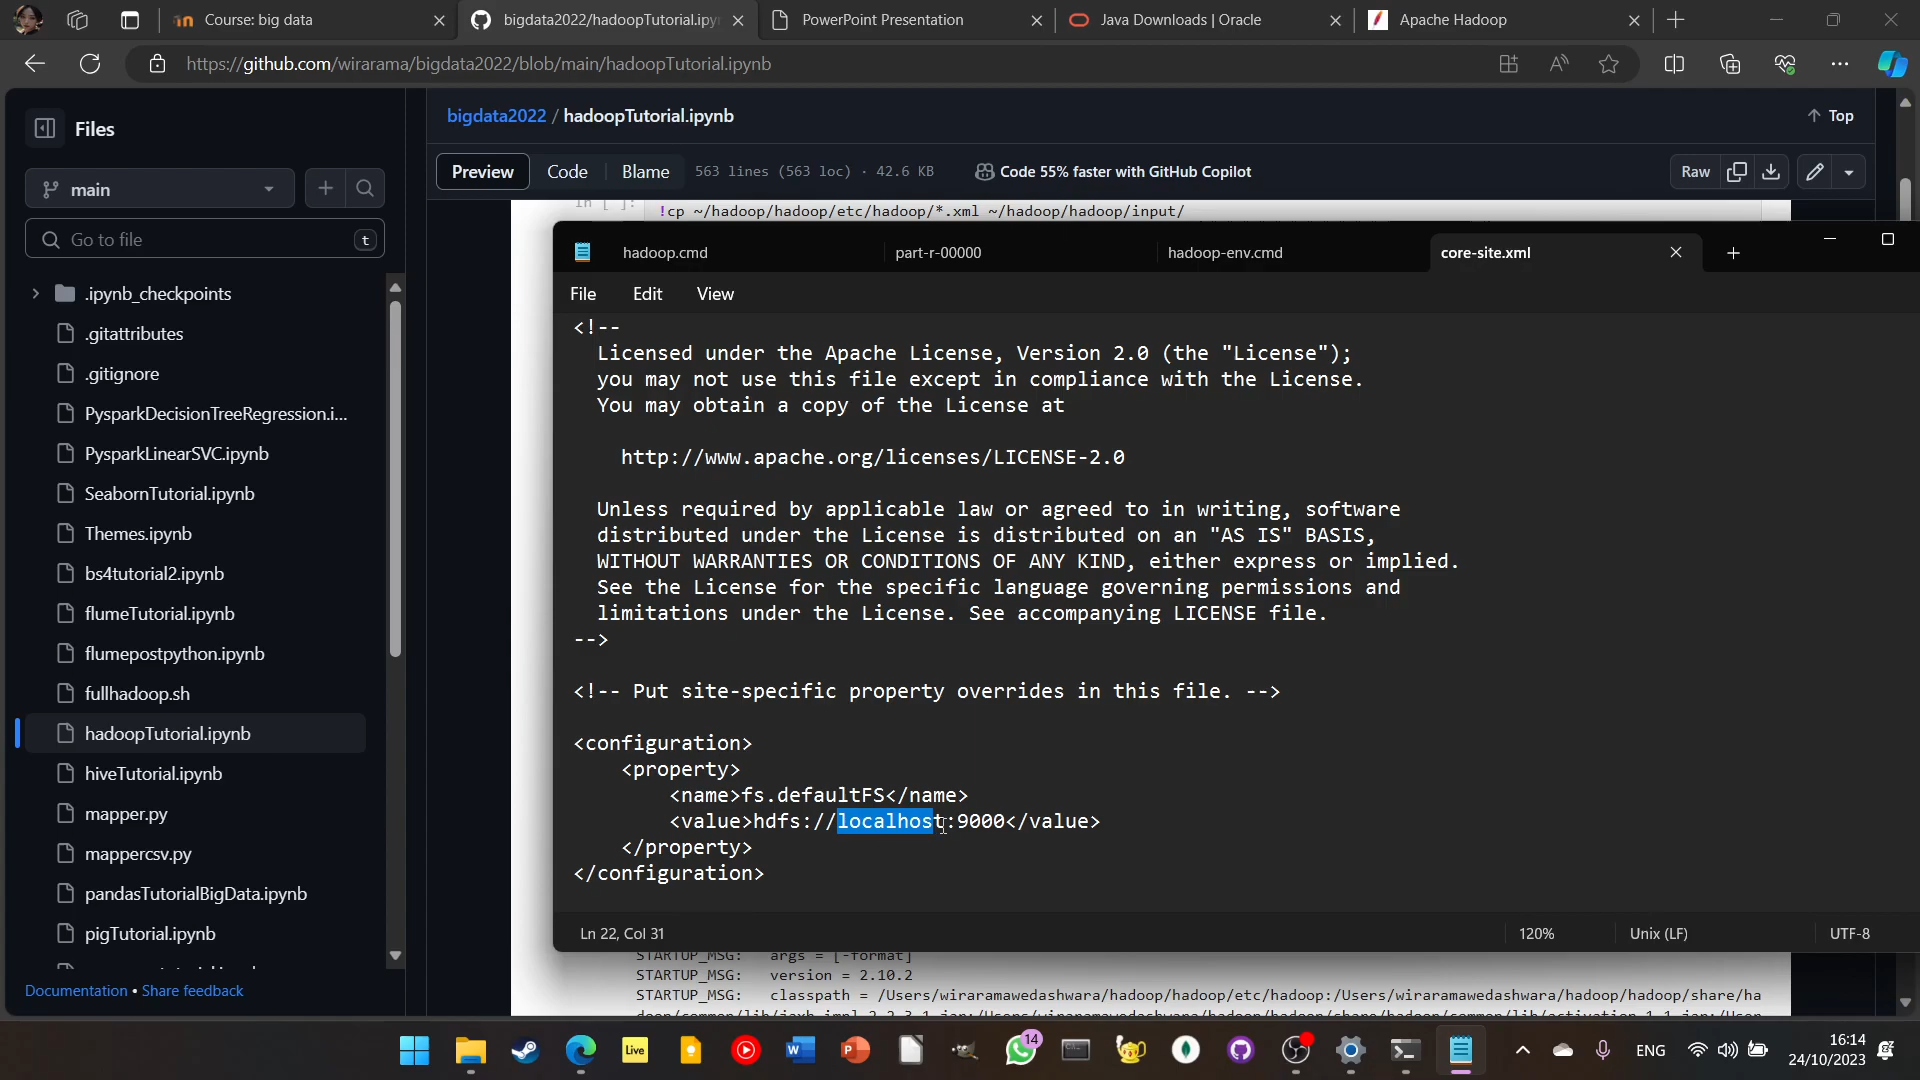 Course: big data
bigdata2022/hadoopTutorial.ipyn
PowerPoint Presentation
Java Downloads | Oracle
Apache Hadoop
https://github.com/wirarama/bigdata2022/blob/main/hadoopTutorial.ipynb
Files
main
Go to file
t
.ipynb_checkpoints
.gitattributes
.gitignore
PysparkDecisionTreeRegression.i...
PysparkLinearSVC.ipynb
SeabornTutorial.ipynb
Themes.ipynb
bs4tutorial2.ipynb
flumeTutorial.ipynb
flumepostpython.ipynb
fullhadoop.sh
hadoopTutorial.ipynb
hiveTutorial.ipynb
mapper.py
mappercsv.py
pandasTutorialBigData.ipynb
pigTutorial.ipynb
Documentation • Share feedback
bigdata2022 / hadoopTutorial.ipynb
Top
Preview Code Blame 563 lines (563 loc) · 42.6 KB Code 55% faster with GitHub Copilot
Raw
In [ ]: !cp ~/hadoop/hadoop/etc/hadoop/*.xml ~/hadoop/hadoop/input/
hadoop.cmd part-r-00000 hadoop-env.cmd core-site.xml
File Edit View
<!--
Licensed under the Apache License, Version 2.0 (the "License");
you may not use this file except in compliance with the License.
You may obtain a copy of the License at
http://www.apache.org/licenses/LICENSE-2.0
Unless required by applicable law or agreed to in writing, software
distributed under the License is distributed on an "AS IS" BASIS,
WITHOUT WARRANTIES OR CONDITIONS OF ANY KIND, either express or implied.
See the License for the specific language governing permissions and
limitations under the License. See accompanying LICENSE file.
-->
<!-- Put site-specific property overrides in this file. -->
<configuration>
<property>
<name>fs.defaultFS</name>
<value>hdfs://localhost:9000</value>
</property>
</configuration>
Ln 22, Col 31
120%
Unix (LF)
UTF-8
STARTUP_MSG: args = [-format]
STARTUP_MSG: version = 2.10.2
STARTUP_MSG: classpath = /Users/wiraramawedashwara/hadoop/hadoop/etc/hadoop:/Users/wiraramawedashwara/hadoop/hadoop/share/ha
Live
14
ENG
16:14
24/10/2023